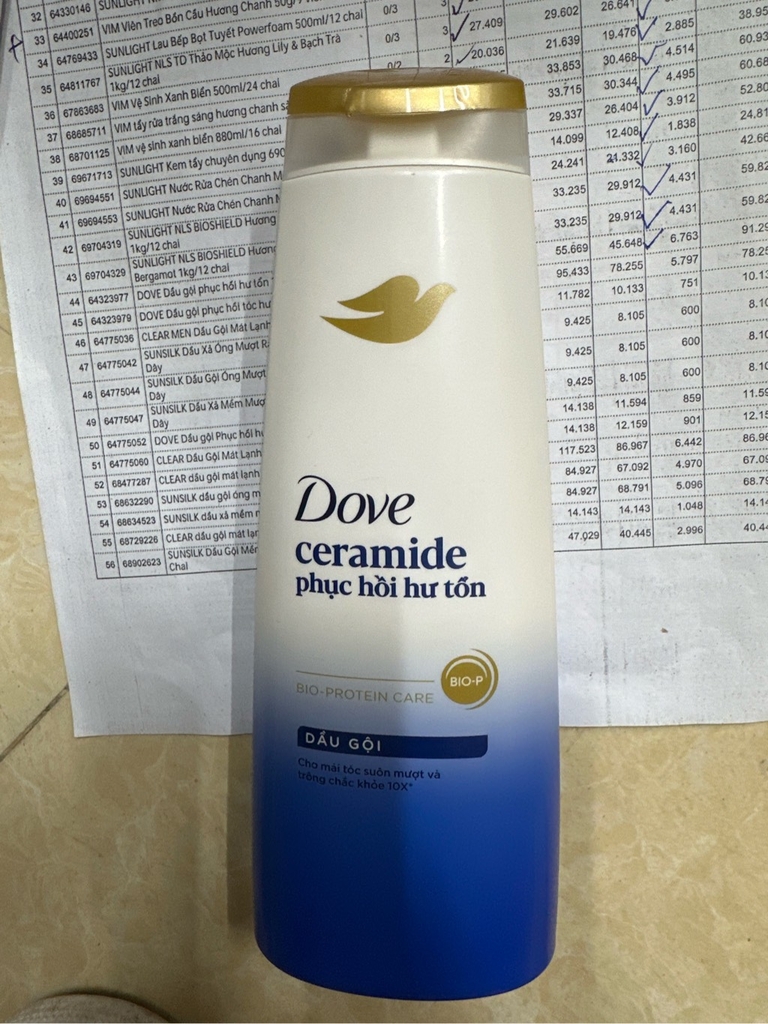 32 64330146 SUNLIGHT
33 64400251 VIM Viên Treo Bồn Cầu Hương Chanh 0/3 3 27.409 29.602 26.641
34 64769433 SUNLIGHT Lau Bếp Bọt Tuyết Powerfoam 500ml/12 chai 0/3 3 20.036 21.639 19.476 2.885 38.95
35 64811767 SUNLIGHT NLS TD Thảo Mộc Hương Lily & Bạch Trà 0/2 2 33.853 30.468 4.514 60.93
1kg/12 chai
36 67863683 VIM Vệ Sinh Xanh Biển 500ml/24 chai 33.715 30.344 4.495 60.68
37 68685711 VIM tẩy rửa trắng sáng hương chanh 29.337 26.404 3.912 52.80
38 68701125 VIM vệ sinh xanh biển 880ml/16 chai 14.099 12.408 1.838 24.81
39 69671713 SUNLIGHT Kem tẩy chuyên dụng 690 24.241 21.332 3.160 42.66
40 69694551 SUNLIGHT Nước Rửa Chén Chanh 33.235 29.912 4.431 59.82
41 69694553 SUNLIGHT Nước Rửa Chén Chanh 33.235 29.912 4.431 59.82
42 69704319 SUNLIGHT NLS BIOSHIELD Hương 55.669 45.648 6.763 91.29
1kg/12 chai
43 69704329 SUNLIGHT NLS BIOSHIELD Hương 95.433 78.255 5.797 78.25
Bergamot 1kg/12 chai
44 64323977 DOVE Dầu gội phục hồi hư tổn 11.782 10.133 751 10.13
45 64323979 DOVE Dầu gội phục hồi tóc hư 9.425 8.105 600 8.10
46 64775036 CLEAR MEN Dầu Gội Mát Lạnh 9.425 8.105 600 8.10
47 64775042 SUNSILK Dầu Xả Óng Mượt 9.425 8.105 600 8.10
Dây
48 64775044 SUNSILK Dầu Gội Óng Mượt 14.138 11.594 859 11.59
Dây
49 64775047 SUNSILK Dầu Xả Mềm Mượ 14.138 12.159 901 12.15
Dây
50 64775052 DOVE Dầu gội Phục hồi 117.523 86.967 6.442 86.96
51 64775060 CLEAR Dầu Gội Mát Lạnh 84.927 67.092 4.970 67.09
52 68477287 CLEAR dầu gội mát lạnh 84.927 68.791 5.096 68.79
53 68632290 SUNSILK dầu gội óng m 14.143 14.143 1.048 14.14
54 68634523 SUNSILK dầu xả mềm 47.029 40.445 2.996 40.44
55 68729226 CLEAR dầu gội mát lạ
56 68902623 SUNSILK Dầu Gội Mềm
Chai
Dove
ceramide
phục hồi hư tổn
BIO-PROTEIN CARE
BIO-P
DẦU GỘI
Cho mái tóc suôn mượt và
trông chắc khỏe 10X*